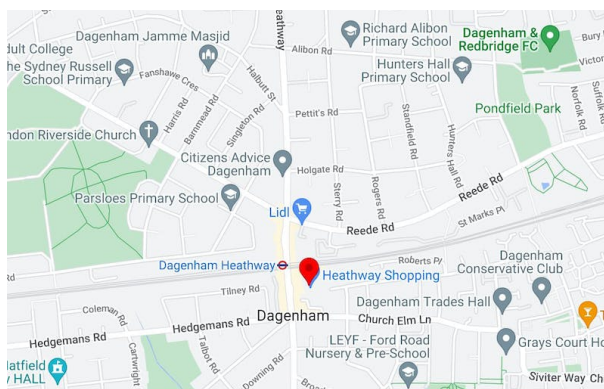 Heathway
Richard Alibon
Primary School
Dagenham &
Redbridge FC
Bury
dult College
Dagenham Jamme Masjid
Alibon Rd
he Sydney Russell
School Primary
Fanshawe Cres
Halbutt St
Hunters Hall
Primary School
Victor
Harris Rd
Barnmead Rd
Singleton Rd
Pettit's Rd
Standfield Rd
Hunters Hall Rd
Pondfield Park
Norfolk Rd
Suffolk Rd
ndon Riverside Church
Citizens Advice
Dagenham
Holgate Rd
Sterry Rd
Rogers Rd
Reede Rd
Parsloes Primary School
Lidl
Reede Rd
St Marks Pl
Dagenham Heathway
Heathway Shopping
Roberts Pl
Dagenham
Conservative Club
Tilney Rd
Dagenham Trades Hall
Coleman Rd
Dagenham
Church Elm Ln
T
Hedgemans Rd
Hedgemans Rd
Cartwright
Talbot Rd
LEYF - Ford Road
Nursery & Pre-School
Grays Court Ho
atfield
y HALL
Downing Rd
Broa
Siviter Way
Ch